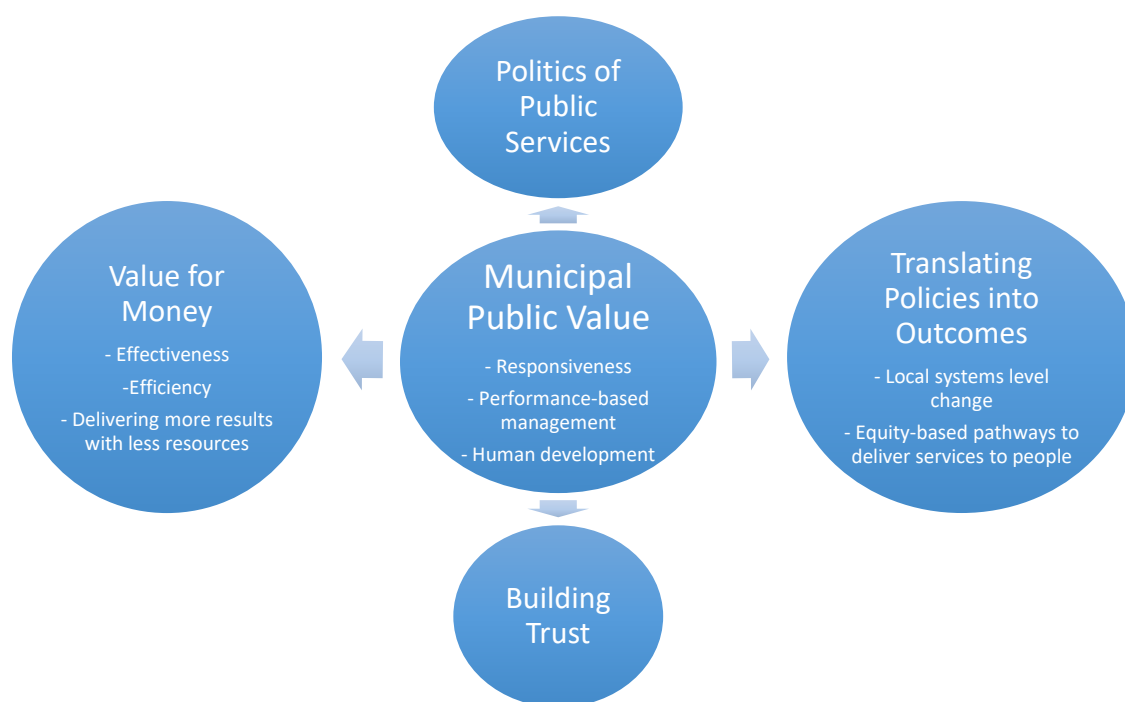 Politics of
Public
Services
Value for
Money
- Effectiveness
-Efficiency
- Delivering more results
with less resources
Municipal
Public Value
- Responsiveness
- Performance-based
management
- Human development
Translating
Policies into
Outcomes
- Local systems level
change
- Equity-based pathways to
deliver services to people
Building
Trust